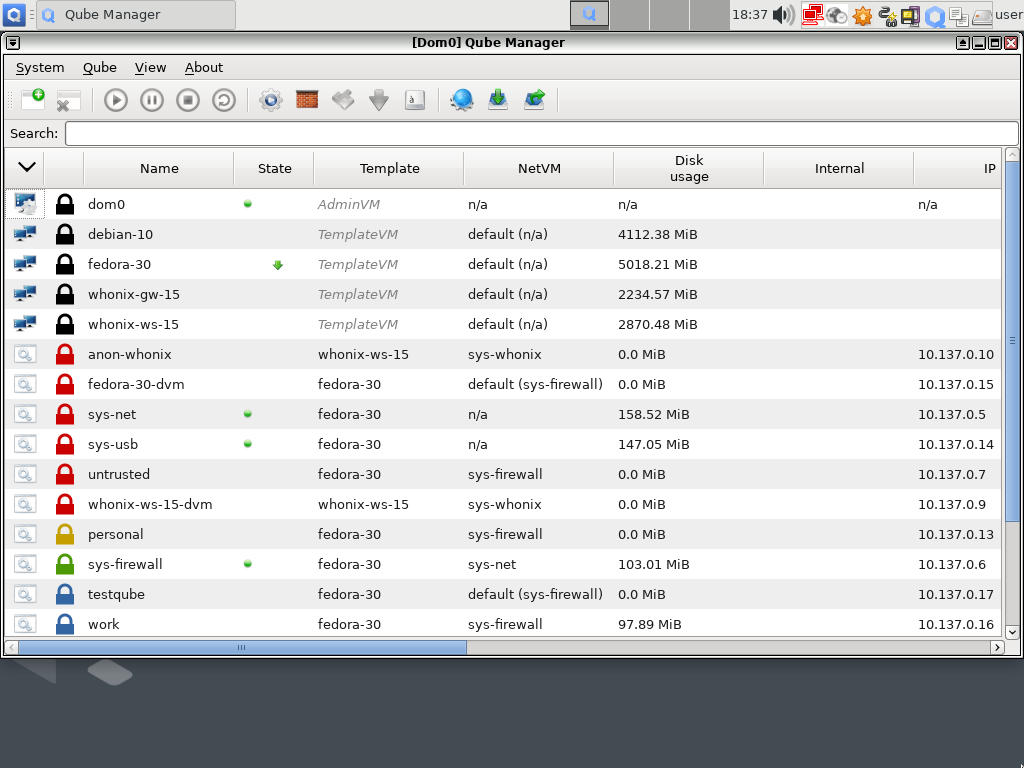 Qube Manager 18:37 user
[Dom0] Qube Manager
System Qube View About
Search:
Name State Template NetVM Disk usage Internal IP
dom0 AdminVM n/a n/a n/a
debian-10 TemplateVM default (n/a) 4112.38 MiB
fedora-30 TemplateVM default (n/a) 5018.21 MiB
whonix-gw-15 TemplateVM default (n/a) 2234.57 MiB
whonix-ws-15 TemplateVM default (n/a) 2870.48 MiB
anon-whonix whonix-ws-15 sys-whonix 0.0 MiB 10.137.0.10
fedora-30-dvm fedora-30 default (sys-firewall) 0.0 MiB 10.137.0.15
sys-net fedora-30 n/a 158.52 MiB 10.137.0.5
sys-usb fedora-30 n/a 147.05 MiB 10.137.0.14
untrusted fedora-30 sys-firewall 0.0 MiB 10.137.0.7
whonix-ws-15-dvm whonix-ws-15 sys-whonix 0.0 MiB 10.137.0.9
personal fedora-30 sys-firewall 0.0 MiB 10.137.0.13
sys-firewall fedora-30 sys-net 103.01 MiB 10.137.0.6
testqube fedora-30 default (sys-firewall) 0.0 MiB 10.137.0.17
work fedora-30 sys-firewall 97.89 MiB 10.137.0.16